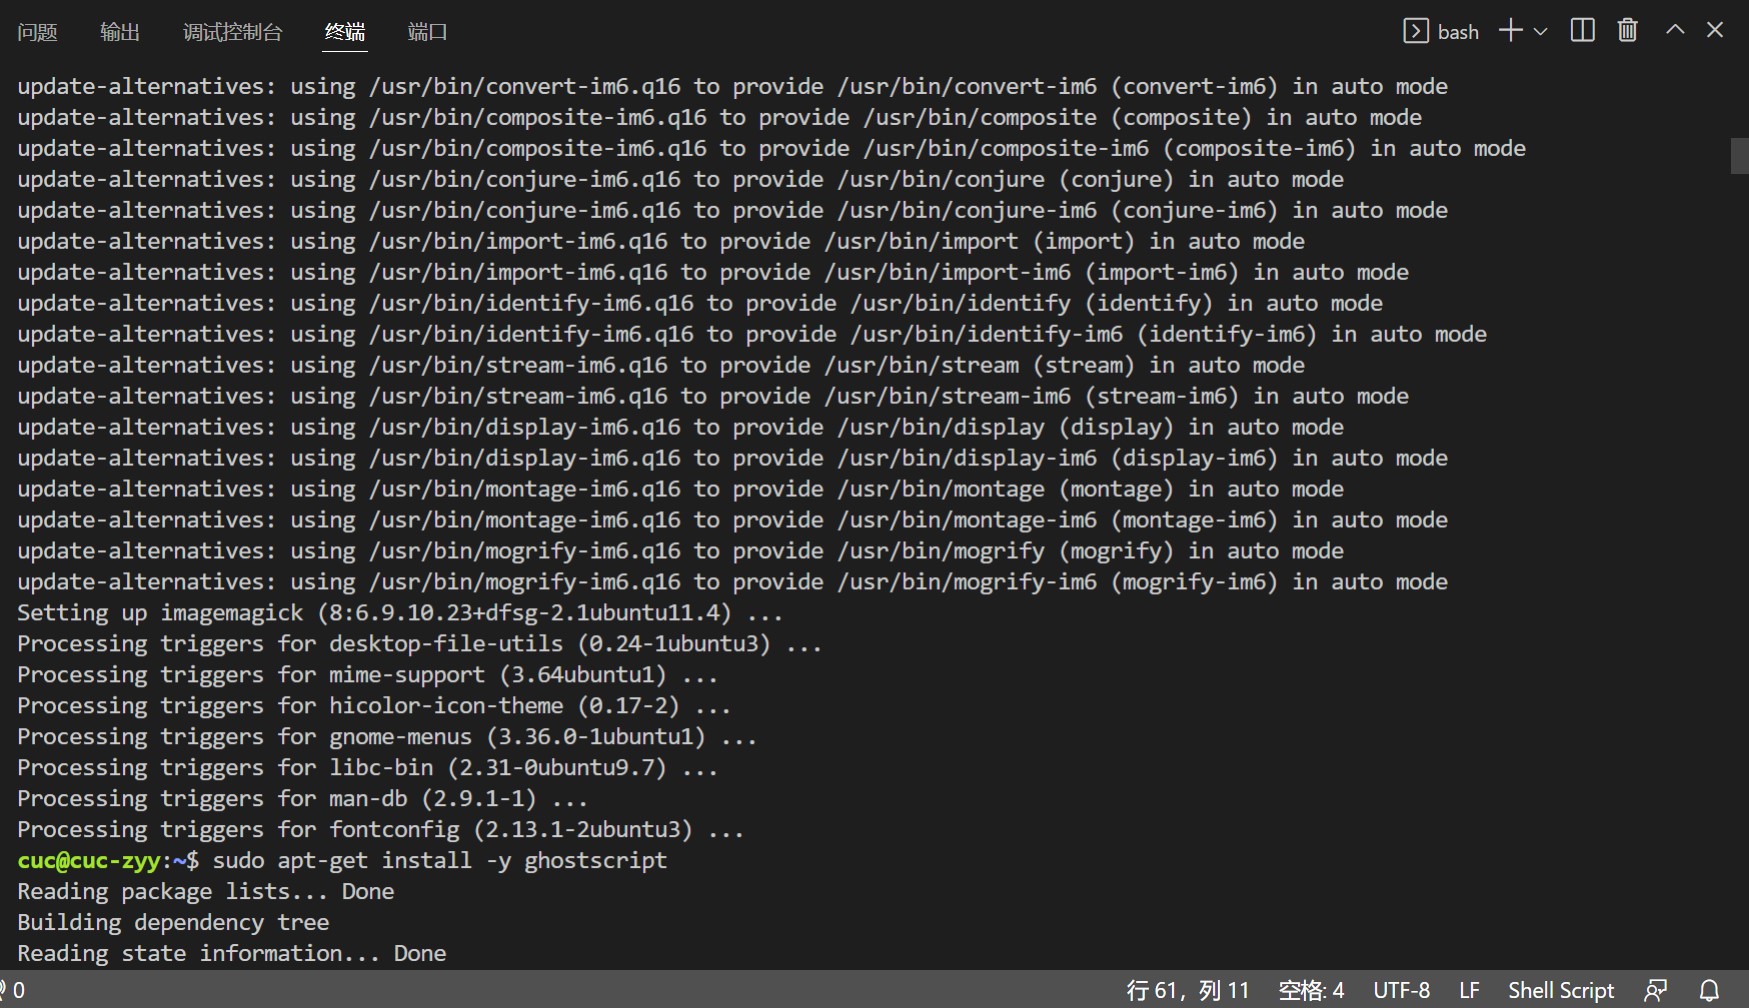 问题 输出 调试控制台 终端 端口 bash
update-alternatives: using /usr/bin/convert-im6.q16 to provide /usr/bin/convert-im6 (convert-im6) in auto mode
update-alternatives: using /usr/bin/composite-im6.q16 to provide /usr/bin/composite (composite) in auto mode
update-alternatives: using /usr/bin/composite-im6.q16 to provide /usr/bin/composite-im6 (composite-im6) in auto mode
update-alternatives: using /usr/bin/conjure-im6.q16 to provide /usr/bin/conjure (conjure) in auto mode
update-alternatives: using /usr/bin/conjure-im6.q16 to provide /usr/bin/conjure-im6 (conjure-im6) in auto mode
update-alternatives: using /usr/bin/import-im6.q16 to provide /usr/bin/import (import) in auto mode
update-alternatives: using /usr/bin/import-im6.q16 to provide /usr/bin/import-im6 (import-im6) in auto mode
update-alternatives: using /usr/bin/identify-im6.q16 to provide /usr/bin/identify (identify) in auto mode
update-alternatives: using /usr/bin/identify-im6.q16 to provide /usr/bin/identify-im6 (identify-im6) in auto mode
update-alternatives: using /usr/bin/stream-im6.q16 to provide /usr/bin/stream (stream) in auto mode
update-alternatives: using /usr/bin/stream-im6.q16 to provide /usr/bin/stream-im6 (stream-im6) in auto mode
update-alternatives: using /usr/bin/display-im6.q16 to provide /usr/bin/display (display) in auto mode
update-alternatives: using /usr/bin/display-im6.q16 to provide /usr/bin/display-im6 (display-im6) in auto mode
update-alternatives: using /usr/bin/montage-im6.q16 to provide /usr/bin/montage (montage) in auto mode
update-alternatives: using /usr/bin/montage-im6.q16 to provide /usr/bin/montage-im6 (montage-im6) in auto mode
update-alternatives: using /usr/bin/mogrify-im6.q16 to provide /usr/bin/mogrify (mogrify) in auto mode
update-alternatives: using /usr/bin/mogrify-im6.q16 to provide /usr/bin/mogrify-im6 (mogrify-im6) in auto mode
Setting up imagemagick (8:6.9.10.23+dfsg-2.1ubuntu11.4) ...
Processing triggers for desktop-file-utils (0.24-1ubuntu3) ...
Processing triggers for mime-support (3.64ubuntu1) ...
Processing triggers for hicolor-icon-theme (0.17-2) ...
Processing triggers for gnome-menus (3.36.0-1ubuntu1) ...
Processing triggers for libc-bin (2.31-0ubuntu9.7) ...
Processing triggers for man-db (2.9.1-1) ...
Processing triggers for fontconfig (2.13.1-2ubuntu3) ...
cuc@cuc-zyy:~$ sudo apt-get install -y ghostscript
Reading package lists... Done
Building dependency tree
Reading state information... Done
0 行 61，列 11 空格: 4 UTF-8 LF Shell Script